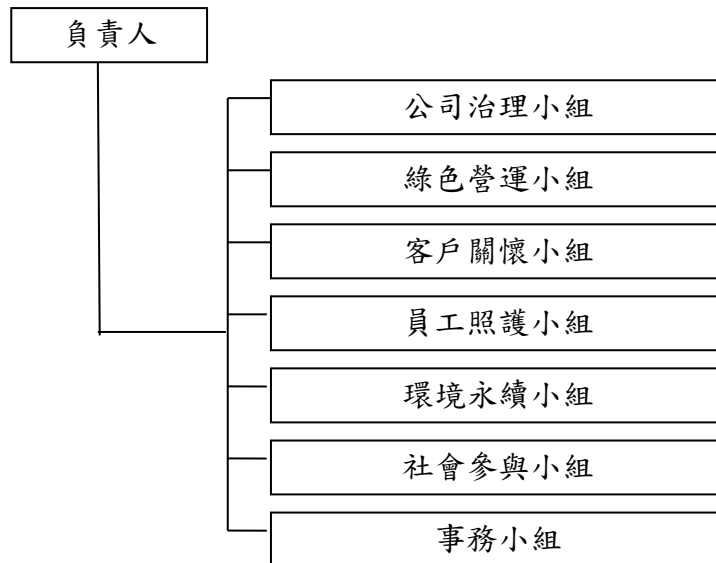 負責人
公司治理小組
綠色營運小組
客戶關懷小組
員工照護小組
環境永續小組
社會參與小組
事務小組